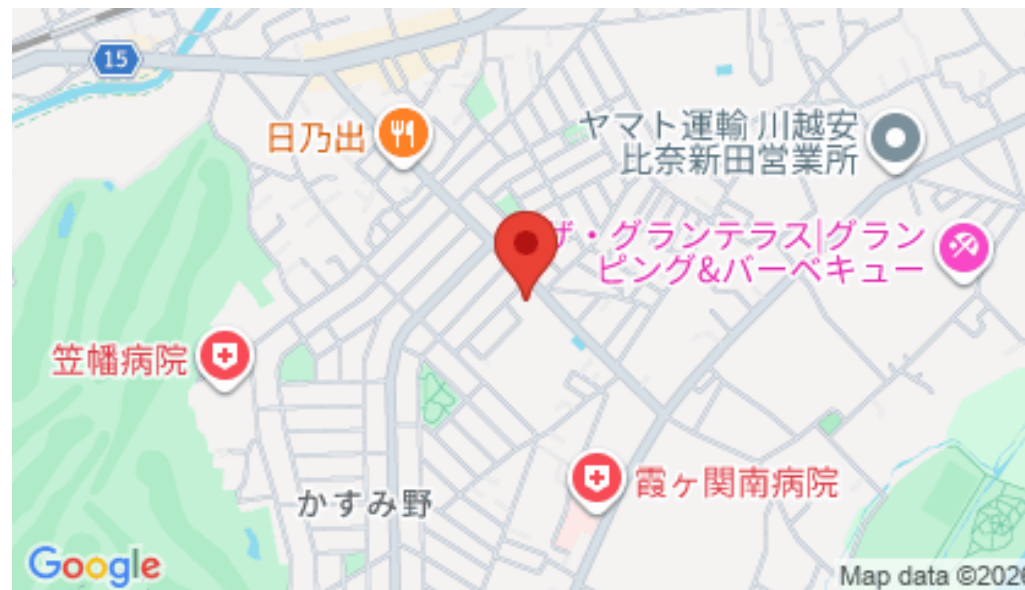 15
日乃出
ヤマト運輸 川越安
比奈新田営業所
ザ・グランテラス|グラン
ピング&バーベキュー
笠幡病院
霞ヶ関南病院
かすみ野
Google
Map data ©2026